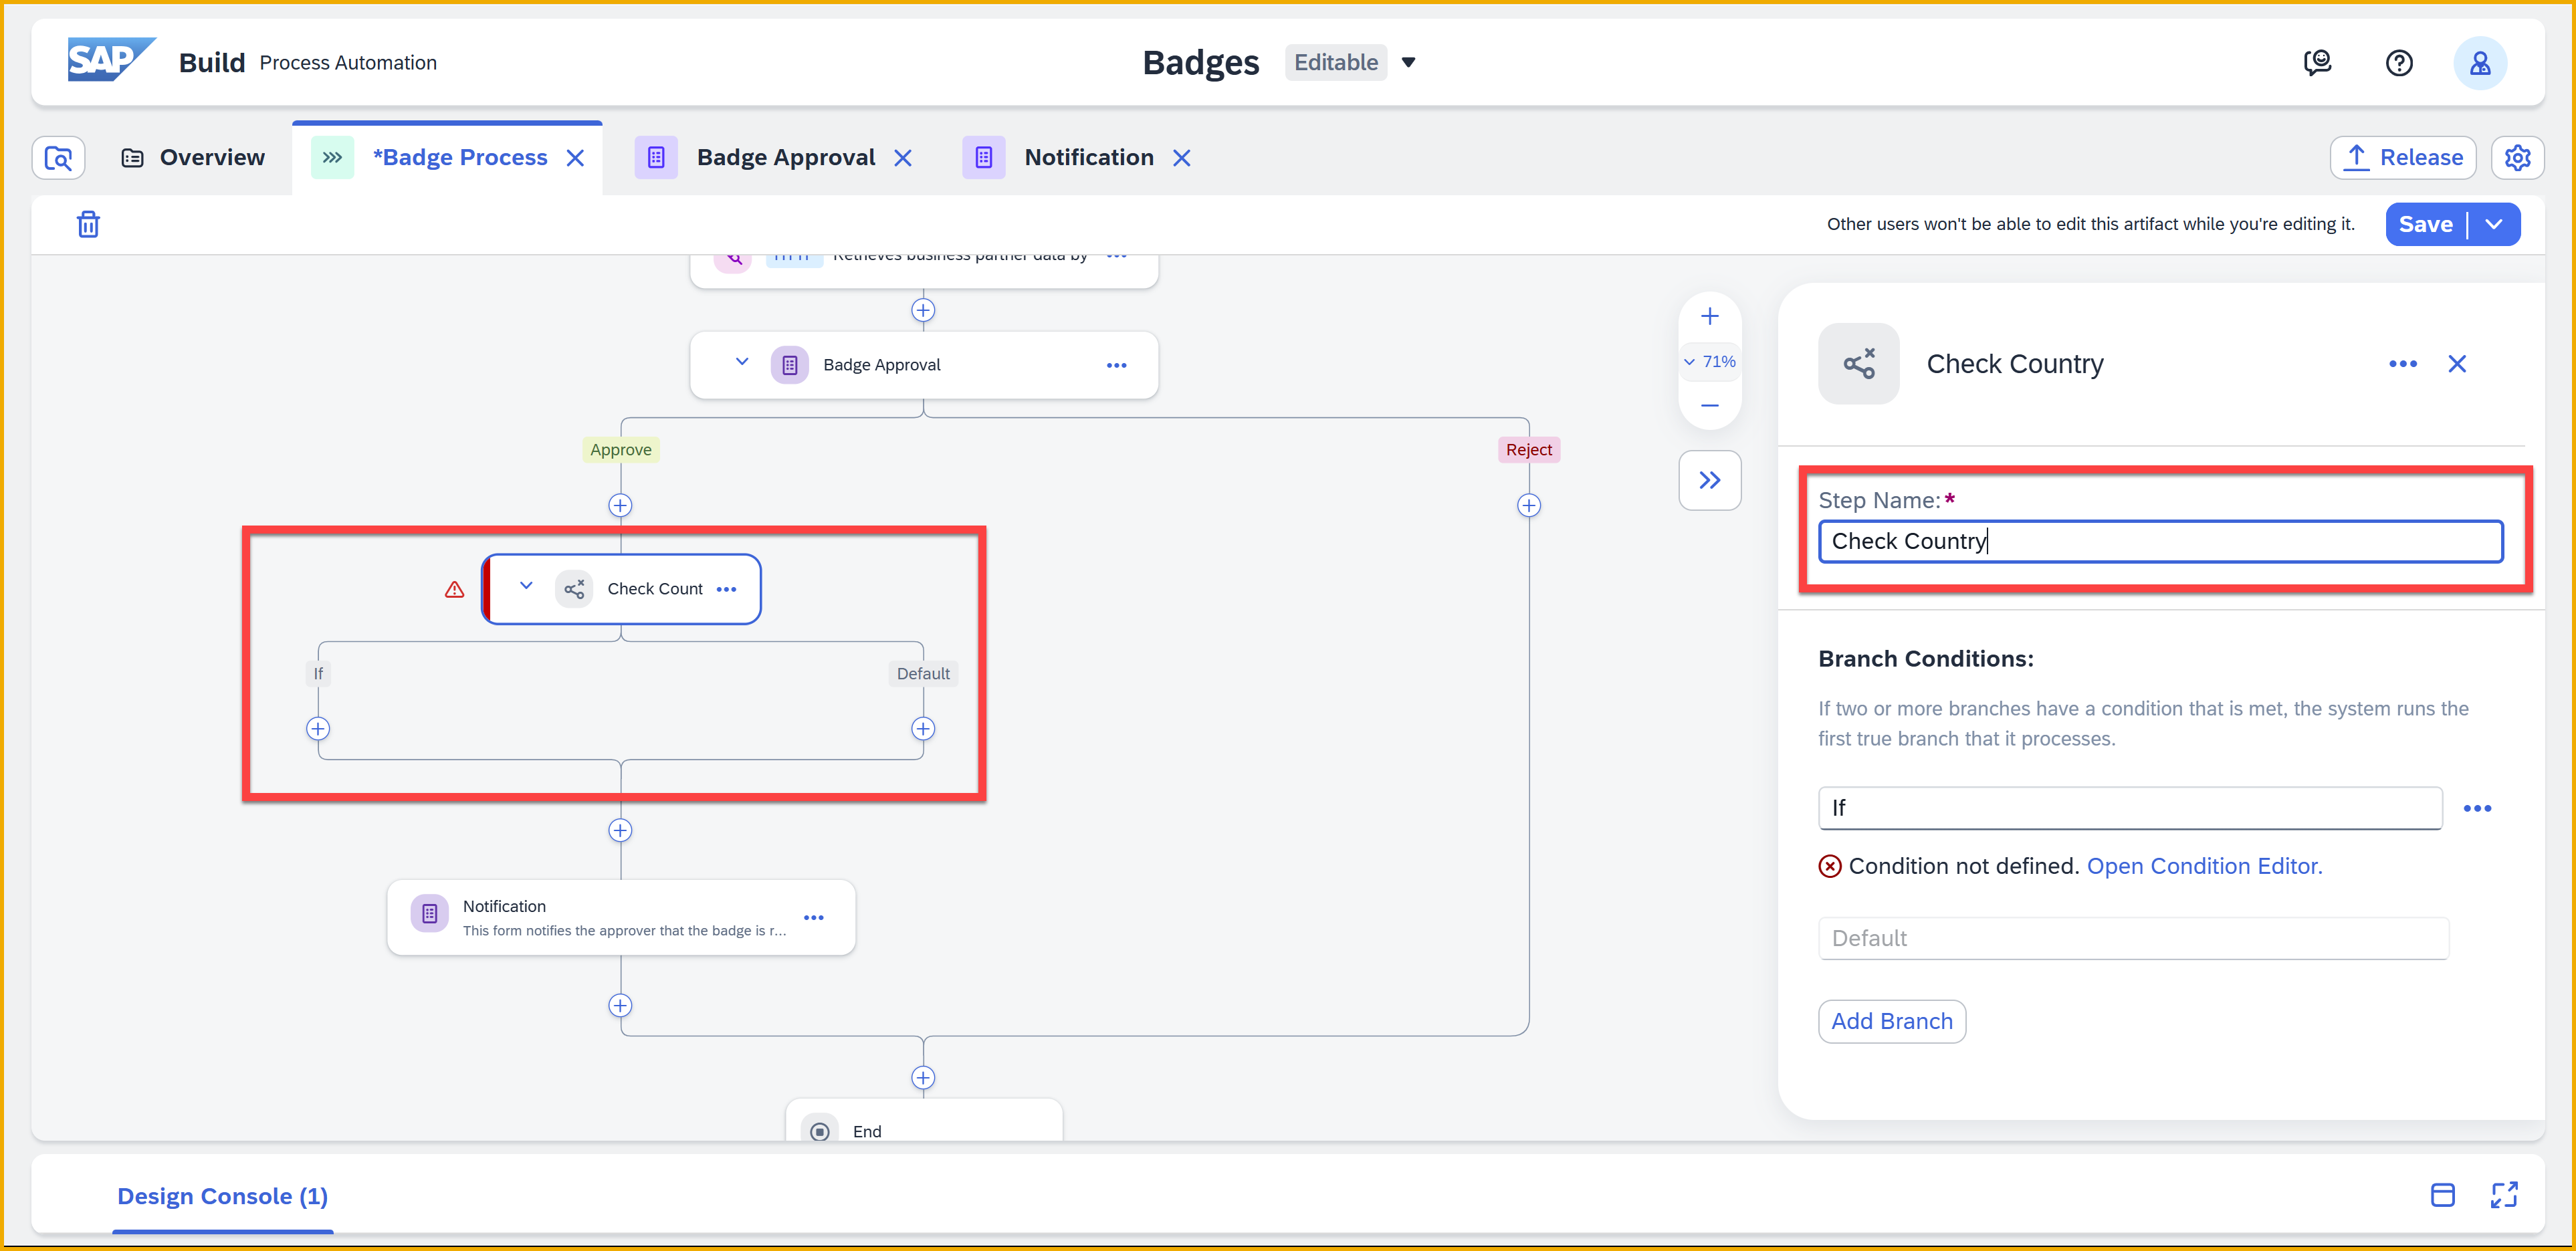 SAP Build Process Automation
Badges Editable
Overview
*Badge Process
Badge Approval
Notification
Release
Other users won't be able to edit this artifact while you're editing it.
Save
Retrieves business partner data by
Badge Approval
Approve
Reject
Check Count
If
Default
Notification
This form notifies the approver that the badge is r...
End
71%
Check Country
Step Name:*
Check Country
Branch Conditions:
If two or more branches have a condition that is met, the system runs the
first true branch that it processes.
If
Condition not defined. Open Condition Editor.
Default
Add Branch
Design Console (1)